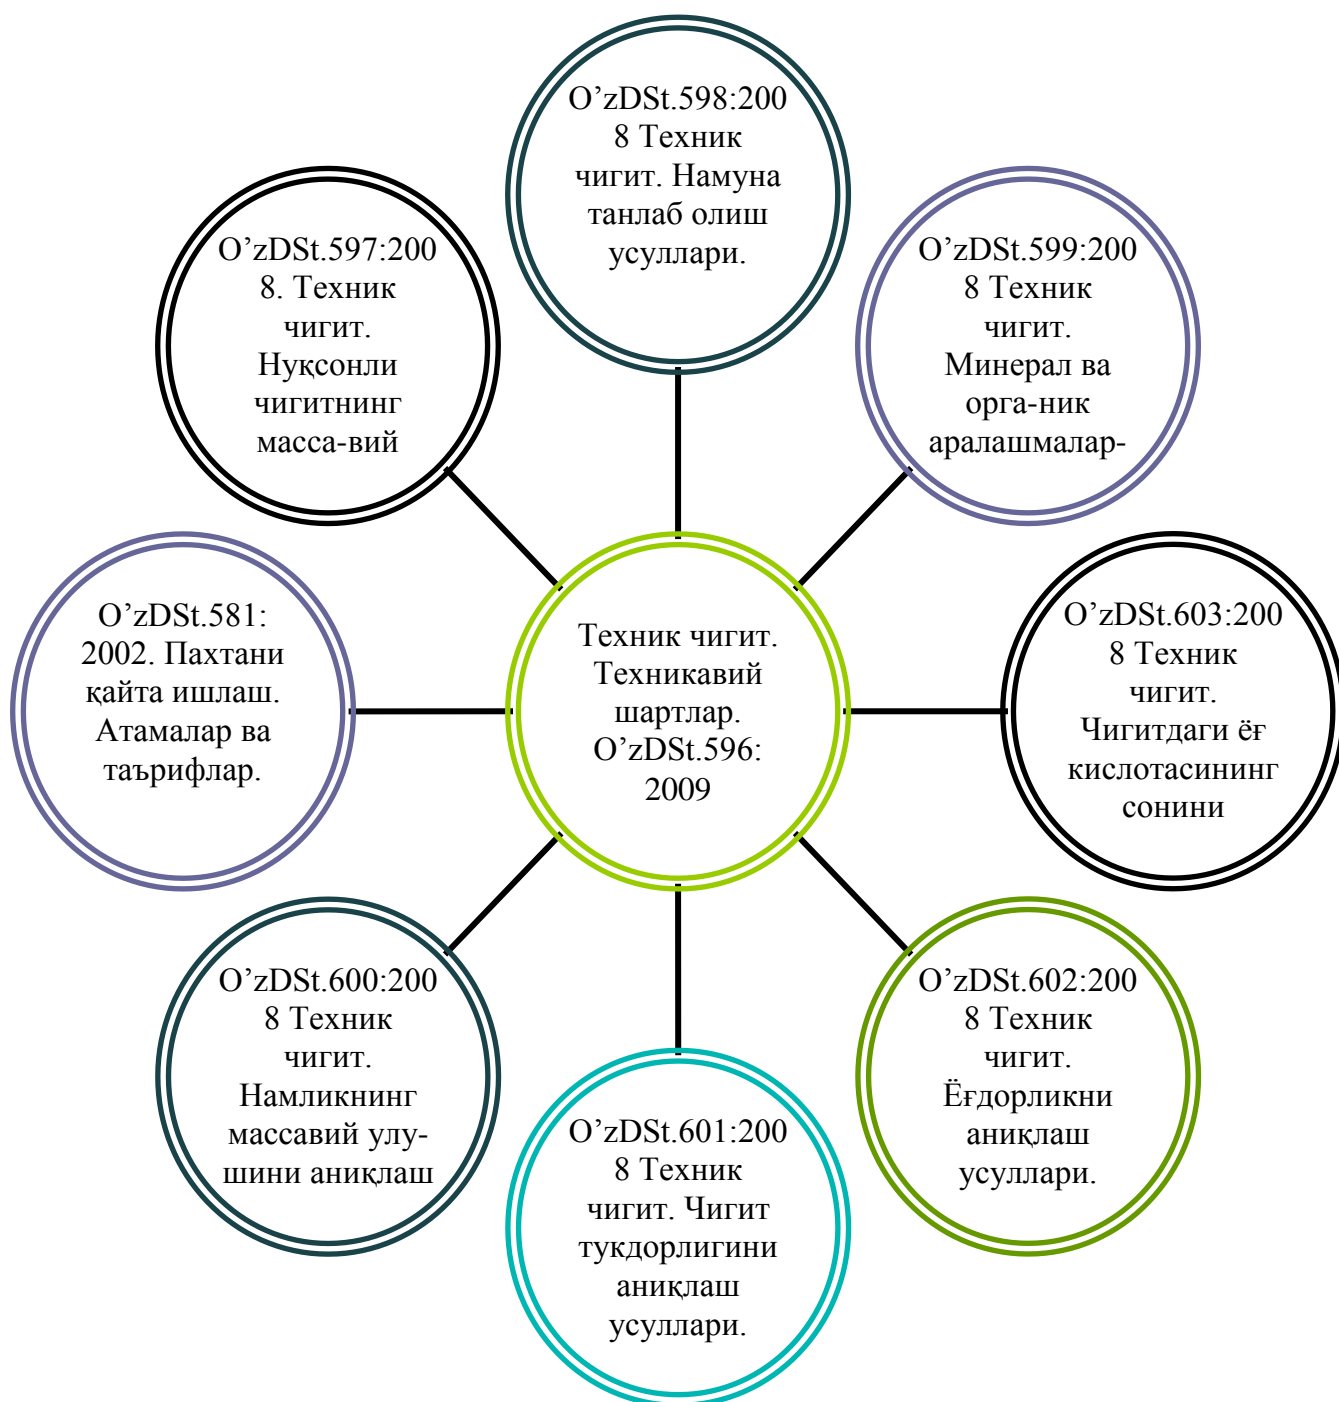 O’zDSt.598:200
8 Техник
чигит. Намуна
танлаб олиш
усуллари.
O’zDSt.597:200
8. Техник
чигит.
Нуқсонли
чигитнинг
масса-вий
O’zDSt.599:200
8 Техник
чигит.
Минерал ва
орга-ник
аралашмалар-
O’zDSt.581:
2002. Пахтани
қайта ишлаш.
Атамалар ва
таърифлар.
Техник чигит.
Техникавий
шартлар.
O’zDSt.596:
2009
O’zDSt.603:200
8 Техник
чигит.
Чигитдаги ёғ
кислотасининг
сонини
O’zDSt.600:200
8 Техник
чигит.
Намликнинг
массавий улу-
шини аниқлаш
O’zDSt.601:200
8 Техник
чигит. Чигит
тукдорлигини
аниқлаш
усуллари.
O’zDSt.602:200
8 Техник
чигит.
Ёғдорликни
аниқлаш
усуллари.